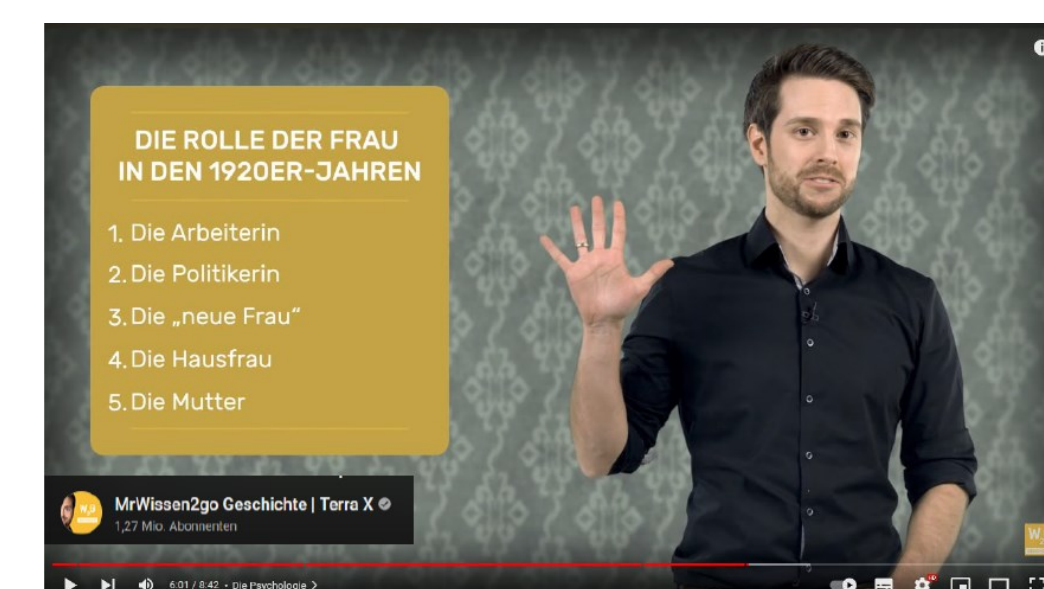 DIE ROLLE DER FRAU
IN DEN 1920ER-JAHREN
1. Die Arbeiterin
2. Die Politikerin
3. Die „neue Frau“
4. Die Hausfrau
5. Die Mutter
MrWissen2go Geschichte | Terra X
1,27 Mio. Abonnenten
6:01 / 8:42 • Die Psychologie >